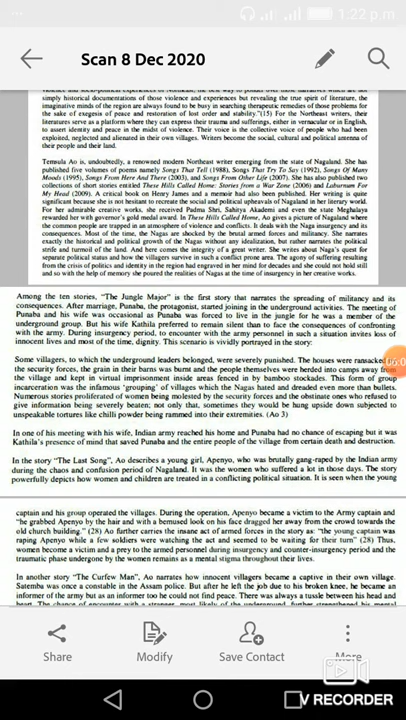 1:22 p.m
Scan 8 Dec 2020
simply historical documentations of those violence and experiences but revealing the true spirit of literature, the
imaginative minds of the region are always found to be busy in searching therapeutic remedies of those problems for
the sake of exegesis of peace and restoration of lost order and stability."(15) For the Northeast writers, their
literatures serve as a platform where they can express their trauma and sufferings, either in vernacular or in English,
to assert identity and peace in the midst of violence. Their voice is the collective voice of people who had been
exploited, neglected and alienated in their own villages. Writers become the social, cultural and political antenna of
their people and their land.
Temsula Ao is, undoubtedly, a renowned modern Northeast writer emerging from the state of Nagaland. She has
published five volumes of poems namely Songs That Tell (1988), Songs That Try To Say (1992), Songs Of Many
Moods (1995), Songs From Here And There (2003), and Songs From Other Life (2007). She has also published two
collections of short stories entitled These Hills Called Home: Stories from a War Zone (2006) and Laburnum For
My Head (2009). A critical book on Henry James and a memoir had also been published. Her writing is quite
significant because she is not hesitant to recreate the social and political upheavals of Nagaland in her literary world.
For her admirable creative works, she received Padma Shri, Sahitya Akademi and even the state Meghalaya
rewarded her with governor's gold medal award. In These Hills Called Home, Ao gives a picture of Nagaland where
the common people are trapped in an atmosphere of violence and conflicts. It deals with the Naga insurgency and its
consequences. Most of the time, the Nagas are shocked by the brutal armed forces and military. She narrates
exactly the historical and political growth of the Nagas without any idealization, but rather narrates the political
strife and turmoil of the land. And here comes the integrity of a great writer. She writes about Naga's quest for
separate political status and how the villagers survive in such a conflict prone area. The agony of suffering resulting
from the crisis of politics and identity in the region had engraved in her mind for decades and she could not hold still
and so with the help of memory she poured the realities of Nagas at the time of insurgency in her creative works.
Among the ten stories, "The Jungle Major" is the first story that narrates the spreading of militancy and its
consequences. After marriage, Punaba, the protagonist, started joining in the underground activities. The meeting of
Punaba and his wife was occasional as Punaba was forced to live in the jungle for he was a member of the
underground group. But his wife Kathila preferred to remain silent than to face the consequences of confronting
with the army. During insurgency period, to encounter with the army personnel in such a situation invites loss of
innocent lives and most of the time, dignity. This scenario is vividly portrayed in the story:
Some villagers, to which the underground leaders belonged, were severely punished. The houses were ransacked
the security forces, the grain in their barns was burnt and the people themselves were herded into camps away from
the village and kept in virtual imprisonment inside areas fenced in by bamboo stockades. This form of group
incarceration was the infamous 'grouping' of villages which the Nagas hated and dreaded even more than bullets.
Numerous stories proliferated of women being molested by the security forces and the obstinate ones who refused to
give information being severely beaten; not only that, sometimes they would be hung upside down subjected to
unspeakable tortures like chilli powder being rammed into their extremities. (Ao 3)
In one of his meeting with his wife, Indian army reached his home and Punaba had no chance of escaping but it was
Kathila's presence of mind that saved Punaba and the entire people of the village from certain death and destruction.
In the story "The Last Song", Ao describes a young girl, Apenyo, who was brutally gang-raped by the Indian army
during the chaos and confusion period of Nagaland. It was the women who suffered a lot in those days. The story
powerfully depicts how women and children are treated in a conflicting political situation. It is seen when the young
captain and his group operated the villages. During the operation, Apenyo became a victim to the Army captain and
"he grabbed Apenyo by the hair and with a bemused look on his face dragged her away from the crowd towards the
old church building." (28) Ao further carries the insane act of armed forces in the story as "the young captain was
raping Apenyo while a few soldiers were watching the act and seemed to be waiting for their turn" (28) Thus,
women become a victim and a prey to the armed personnel during insurgency and counter-insurgency period and the
traumatic phase undergone by the women remains as a mental stigma throughout their lives.
In another story "The Curfew Man", Ao narrates how innocent villagers became a captive in their own village.
Satemba was once a constable in the Assam police. But after he left the job due to his broken knee, he became an
informer of the army but as an informer too he could not find peace. There was always a tussle between his head and
Share
Modify
Save Contact
More
V RECORDER